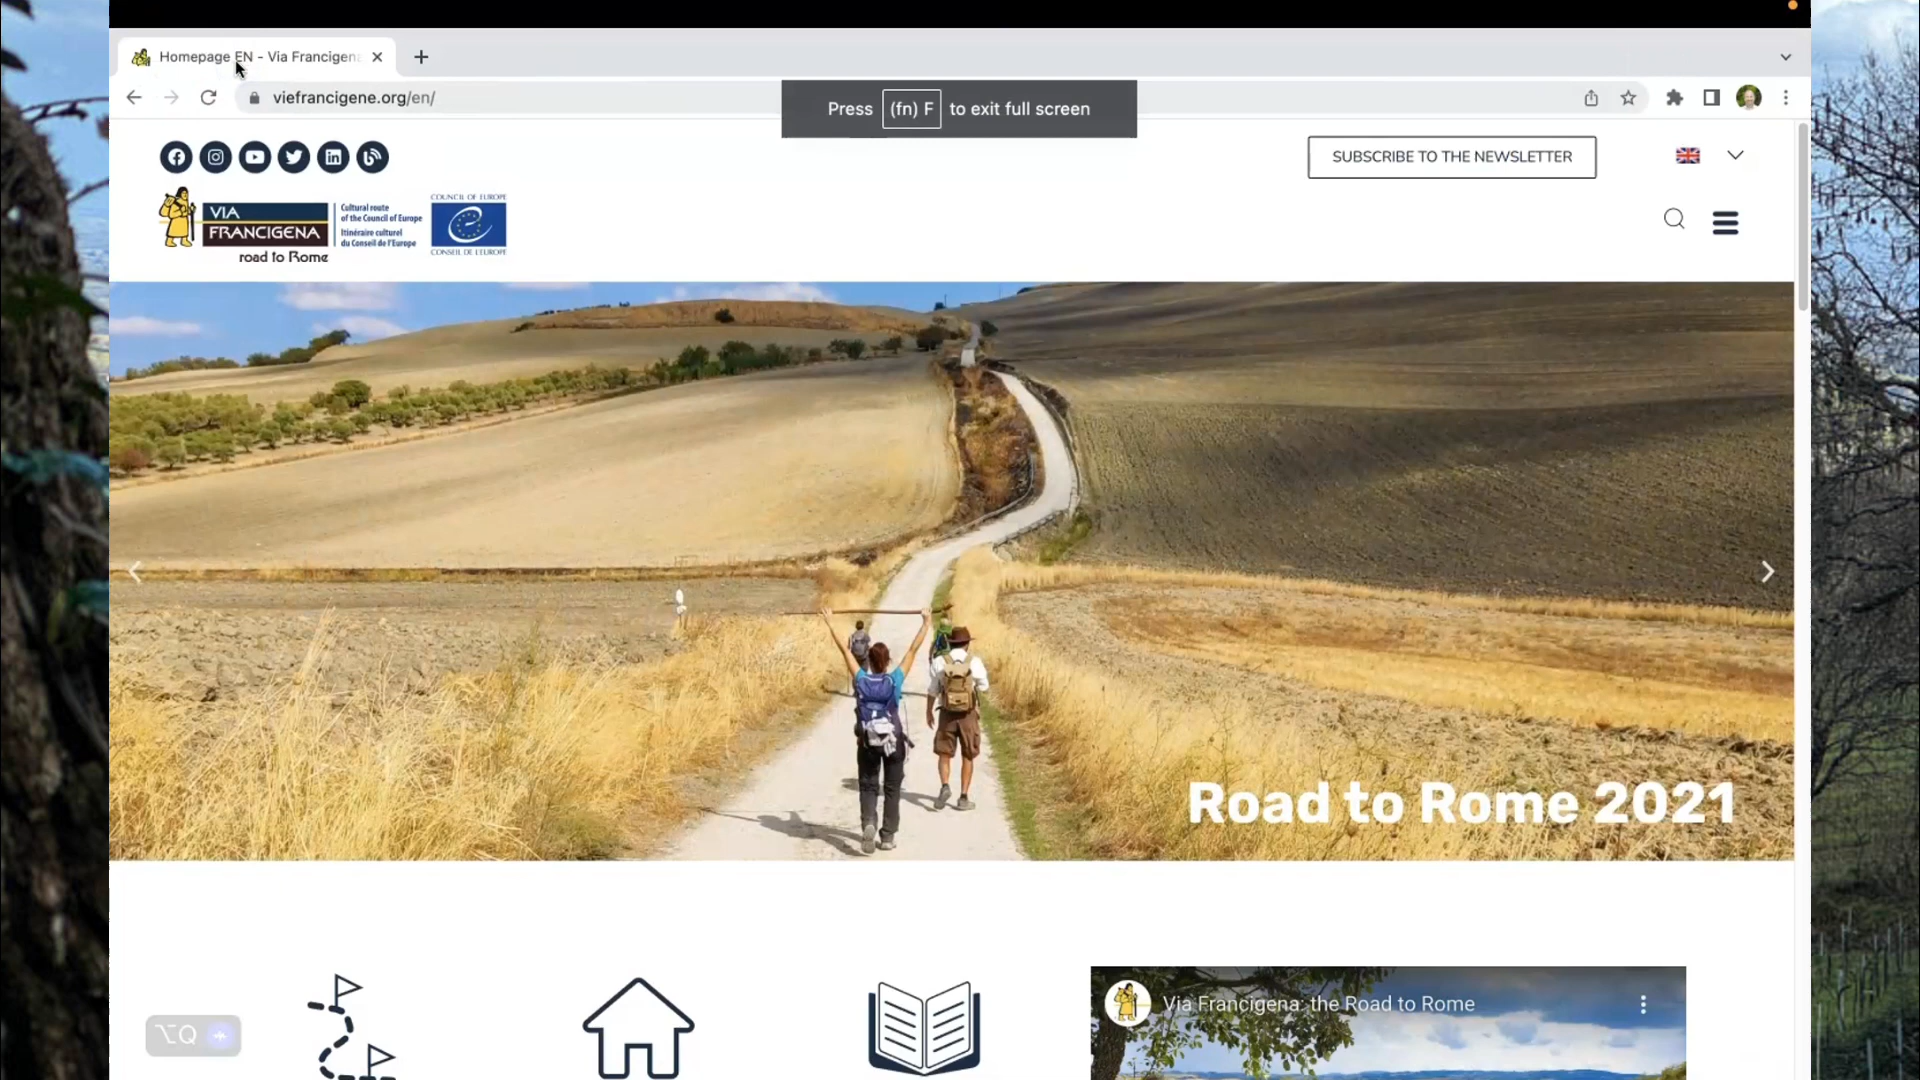 Homepage EN - Via Francigena
viefrancigene.org/en/
Press (fn) F to exit full screen
SUBSCRIBE TO THE NEWSLETTER
VIA
FRANCIGENA
road to Rome
Cultural route
of the Council of Europe
Itinéraire culturel
du Conseil de l'Europe
COUNCIL OF EUROPE
CONSEIL DE L'EUROPE
Road to Rome 2021
⌥Q
Via Francigena: the Road to Rome